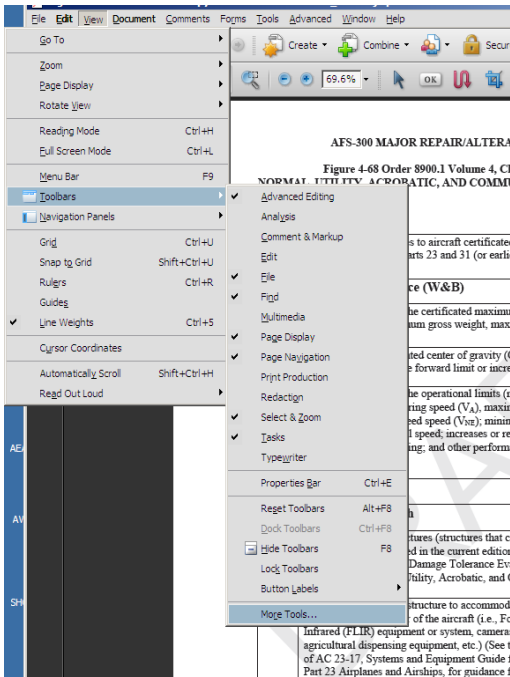 File Edit View Document Comments Forms Tools Advanced Window Help
Go To
Zoom
Page Display
Rotate View
Reading Mode Ctrl+H
Full Screen Mode Ctrl+L
Menu Bar F9
Toolbars
Navigation Panels
Grid Ctrl+U
Snap to Grid Shift+Ctrl+U
Rulers Ctrl+R
Guides
Line Weights Ctrl+5
Cursor Coordinates
Automatically Scroll Shift+Ctrl+H
Read Out Loud
Create Combine Secur
69.6% OK
Advanced Editing
Analysis
Comment & Markup
Edit
File
Find
Multimedia
Page Display
Page Navigation
Print Production
Redaction
Select & Zoom
Tasks
Typewriter
Properties Bar Ctrl+E
Reset Toolbars Alt+F8
Dock Toolbars Ctrl+F8
Hide Toolbars F8
Lock Toolbars
Button Labels
More Tools...
AFS-300 MAJOR REPAIR/ALTERA
Figure 4-68 Order 8900.1 Volume 4, C
NORMAL, UTILITY, ACROBATIC, AND COMMU
s to aircraft certificated
arts 23 and 31 (or earli
ce (W&B)
he certificated maximu
um gross weight, max
ated center of gravity (
forward limit or incre
he operational limits (
ring speed (VA), maxi
eed speed (VNE); minim
l speed; increases or re
ing; and other perform
h
tures (structures that c
ed in the current edition
Damage Tolerance Ev
Utility, Acrobatic, and
structure to accommod
of the aircraft (i.e., Fo
Infrared (FLIR) equipment or system, cameras
agricultural dispensing equipment, etc.) (See t
of AC 23-17, Systems and Equipment Guide f
Part 23 Airplanes and Airships, for guidance f
AE
AV
SH